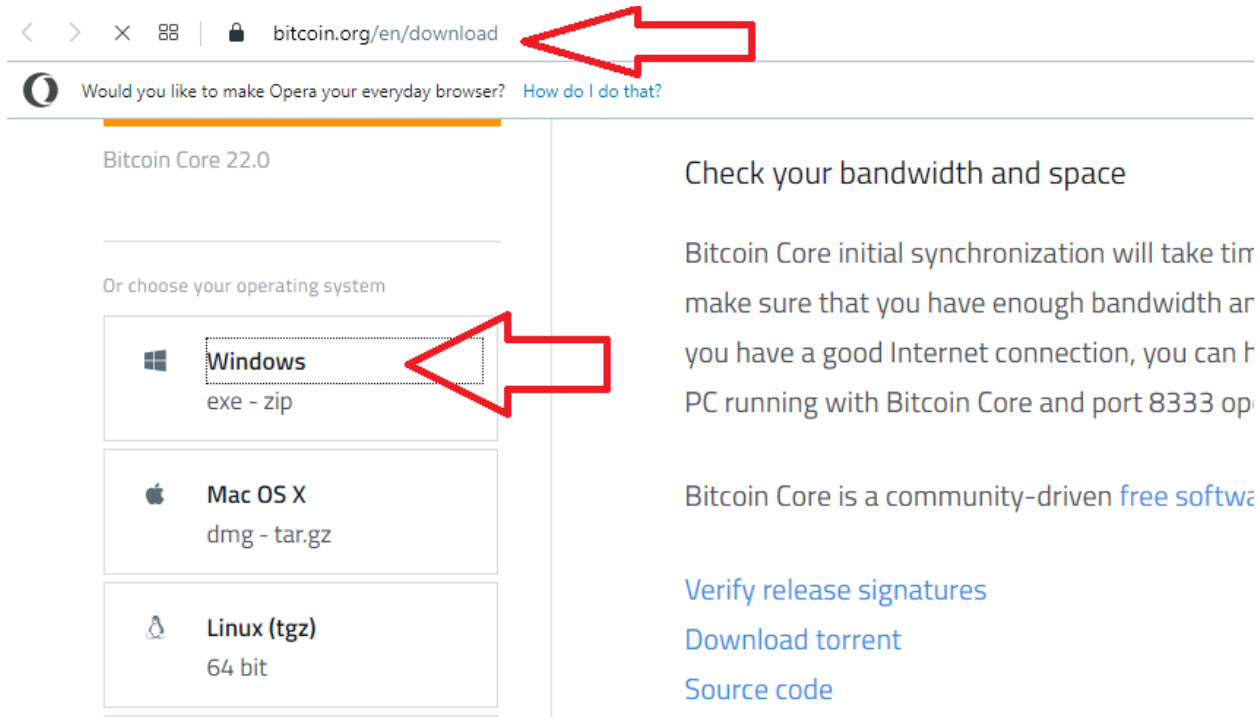 bitcoin.org/en/download
Would you like to make Opera your everyday browser? How do I do that?
Bitcoin Core 22.0
Or choose your operating system
Windows
exe - zip
Mac OS X
dmg - tar.gz
Linux (tgz)
64 bit
Check your bandwidth and space
Bitcoin Core initial synchronization will take
make sure that you have enough bandwidth
you have a good Internet connection, you can
PC running with Bitcoin Core and port 8333
Bitcoin Core is a community-driven free
Verify release signatures
Download torrent
Source code